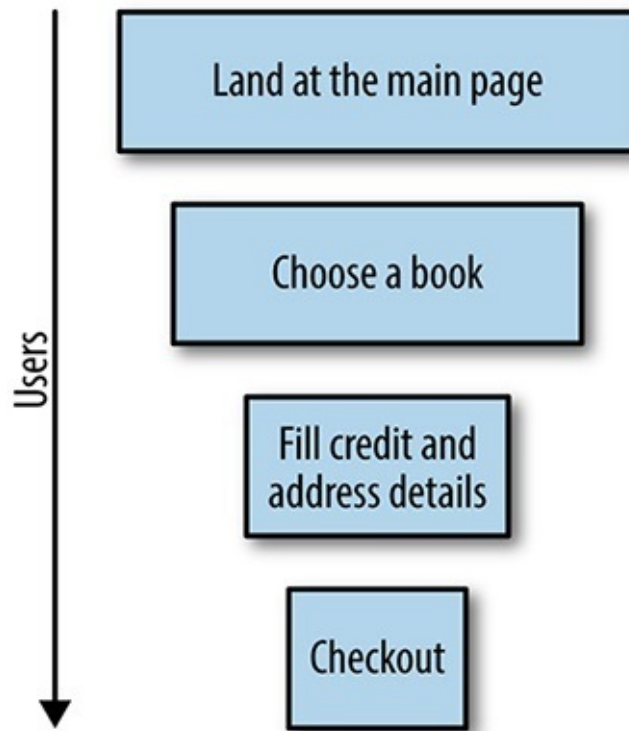 Land at the main page
Choose a book
Users
Fill credit and
address details
Checkout